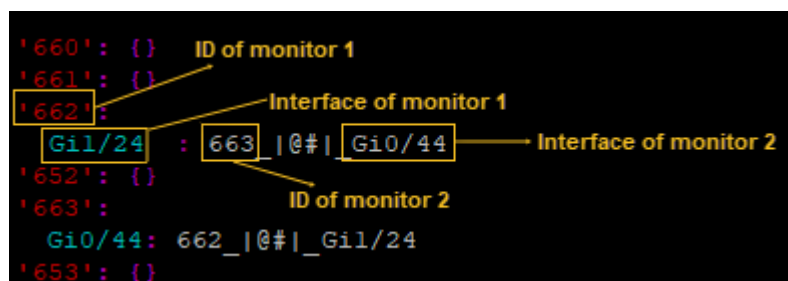 '660': {} ID of monitor 1
'661': {}
'662':
Interface of monitor 1
Gi1/24 : 663_|@#|_Gi0/44 Interface of monitor 2
'652': {}
ID of monitor 2
'663':
Gi0/44: 662_|@#|_Gi1/24
'653': {}